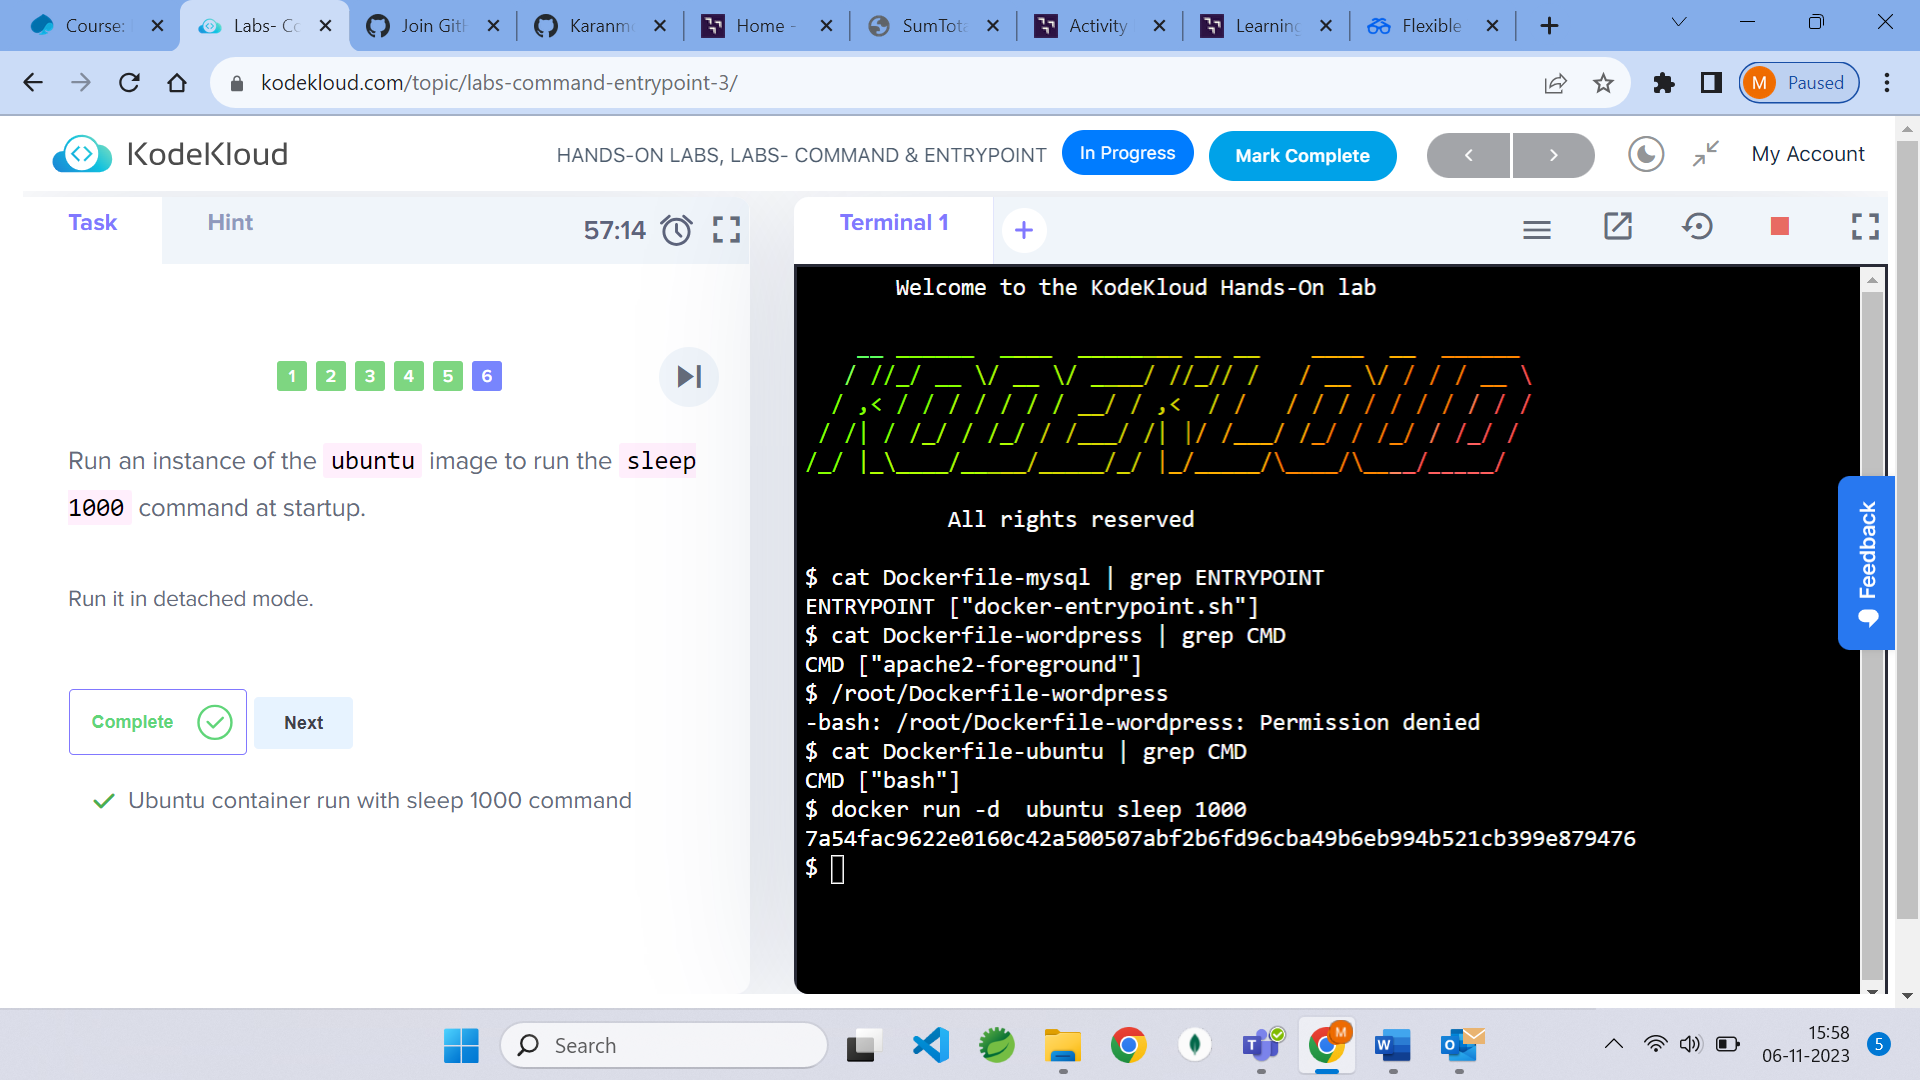 Course:
Labs- Co
Join Git
Karanm
Home -
SumTota
Activity
Learning
Flexible
kodekloud.com/topic/labs-command-entrypoint-3/
M Paused
KodeKloud
HANDS-ON LABS, LABS- COMMAND & ENTRYPOINT
In Progress
Mark Complete
My Account
Task
Hint
57:14
1 2 3 4 5 6
Run an instance of the ubuntu image to run the sleep
1000 command at startup.
Run it in detached mode.
Complete
Next
Ubuntu container run with sleep 1000 command
Terminal 1
Welcome to the KodeKloud Hands-On lab
KODEKLOUD
All rights reserved
$ cat Dockerfile-mysql | grep ENTRYPOINT
ENTRYPOINT ["docker-entrypoint.sh"]
$ cat Dockerfile-wordpress | grep CMD
CMD ["apache2-foreground"]
$ /root/Dockerfile-wordpress
-bash: /root/Dockerfile-wordpress: Permission denied
$ cat Dockerfile-ubuntu | grep CMD
CMD ["bash"]
$ docker run -d  ubuntu sleep 1000
7a54fac9622e0160c42a500507abf2b6fd96cba49b6eb994b521cb399e879476
$
Feedback
Search
M
15:58
06-11-2023
5